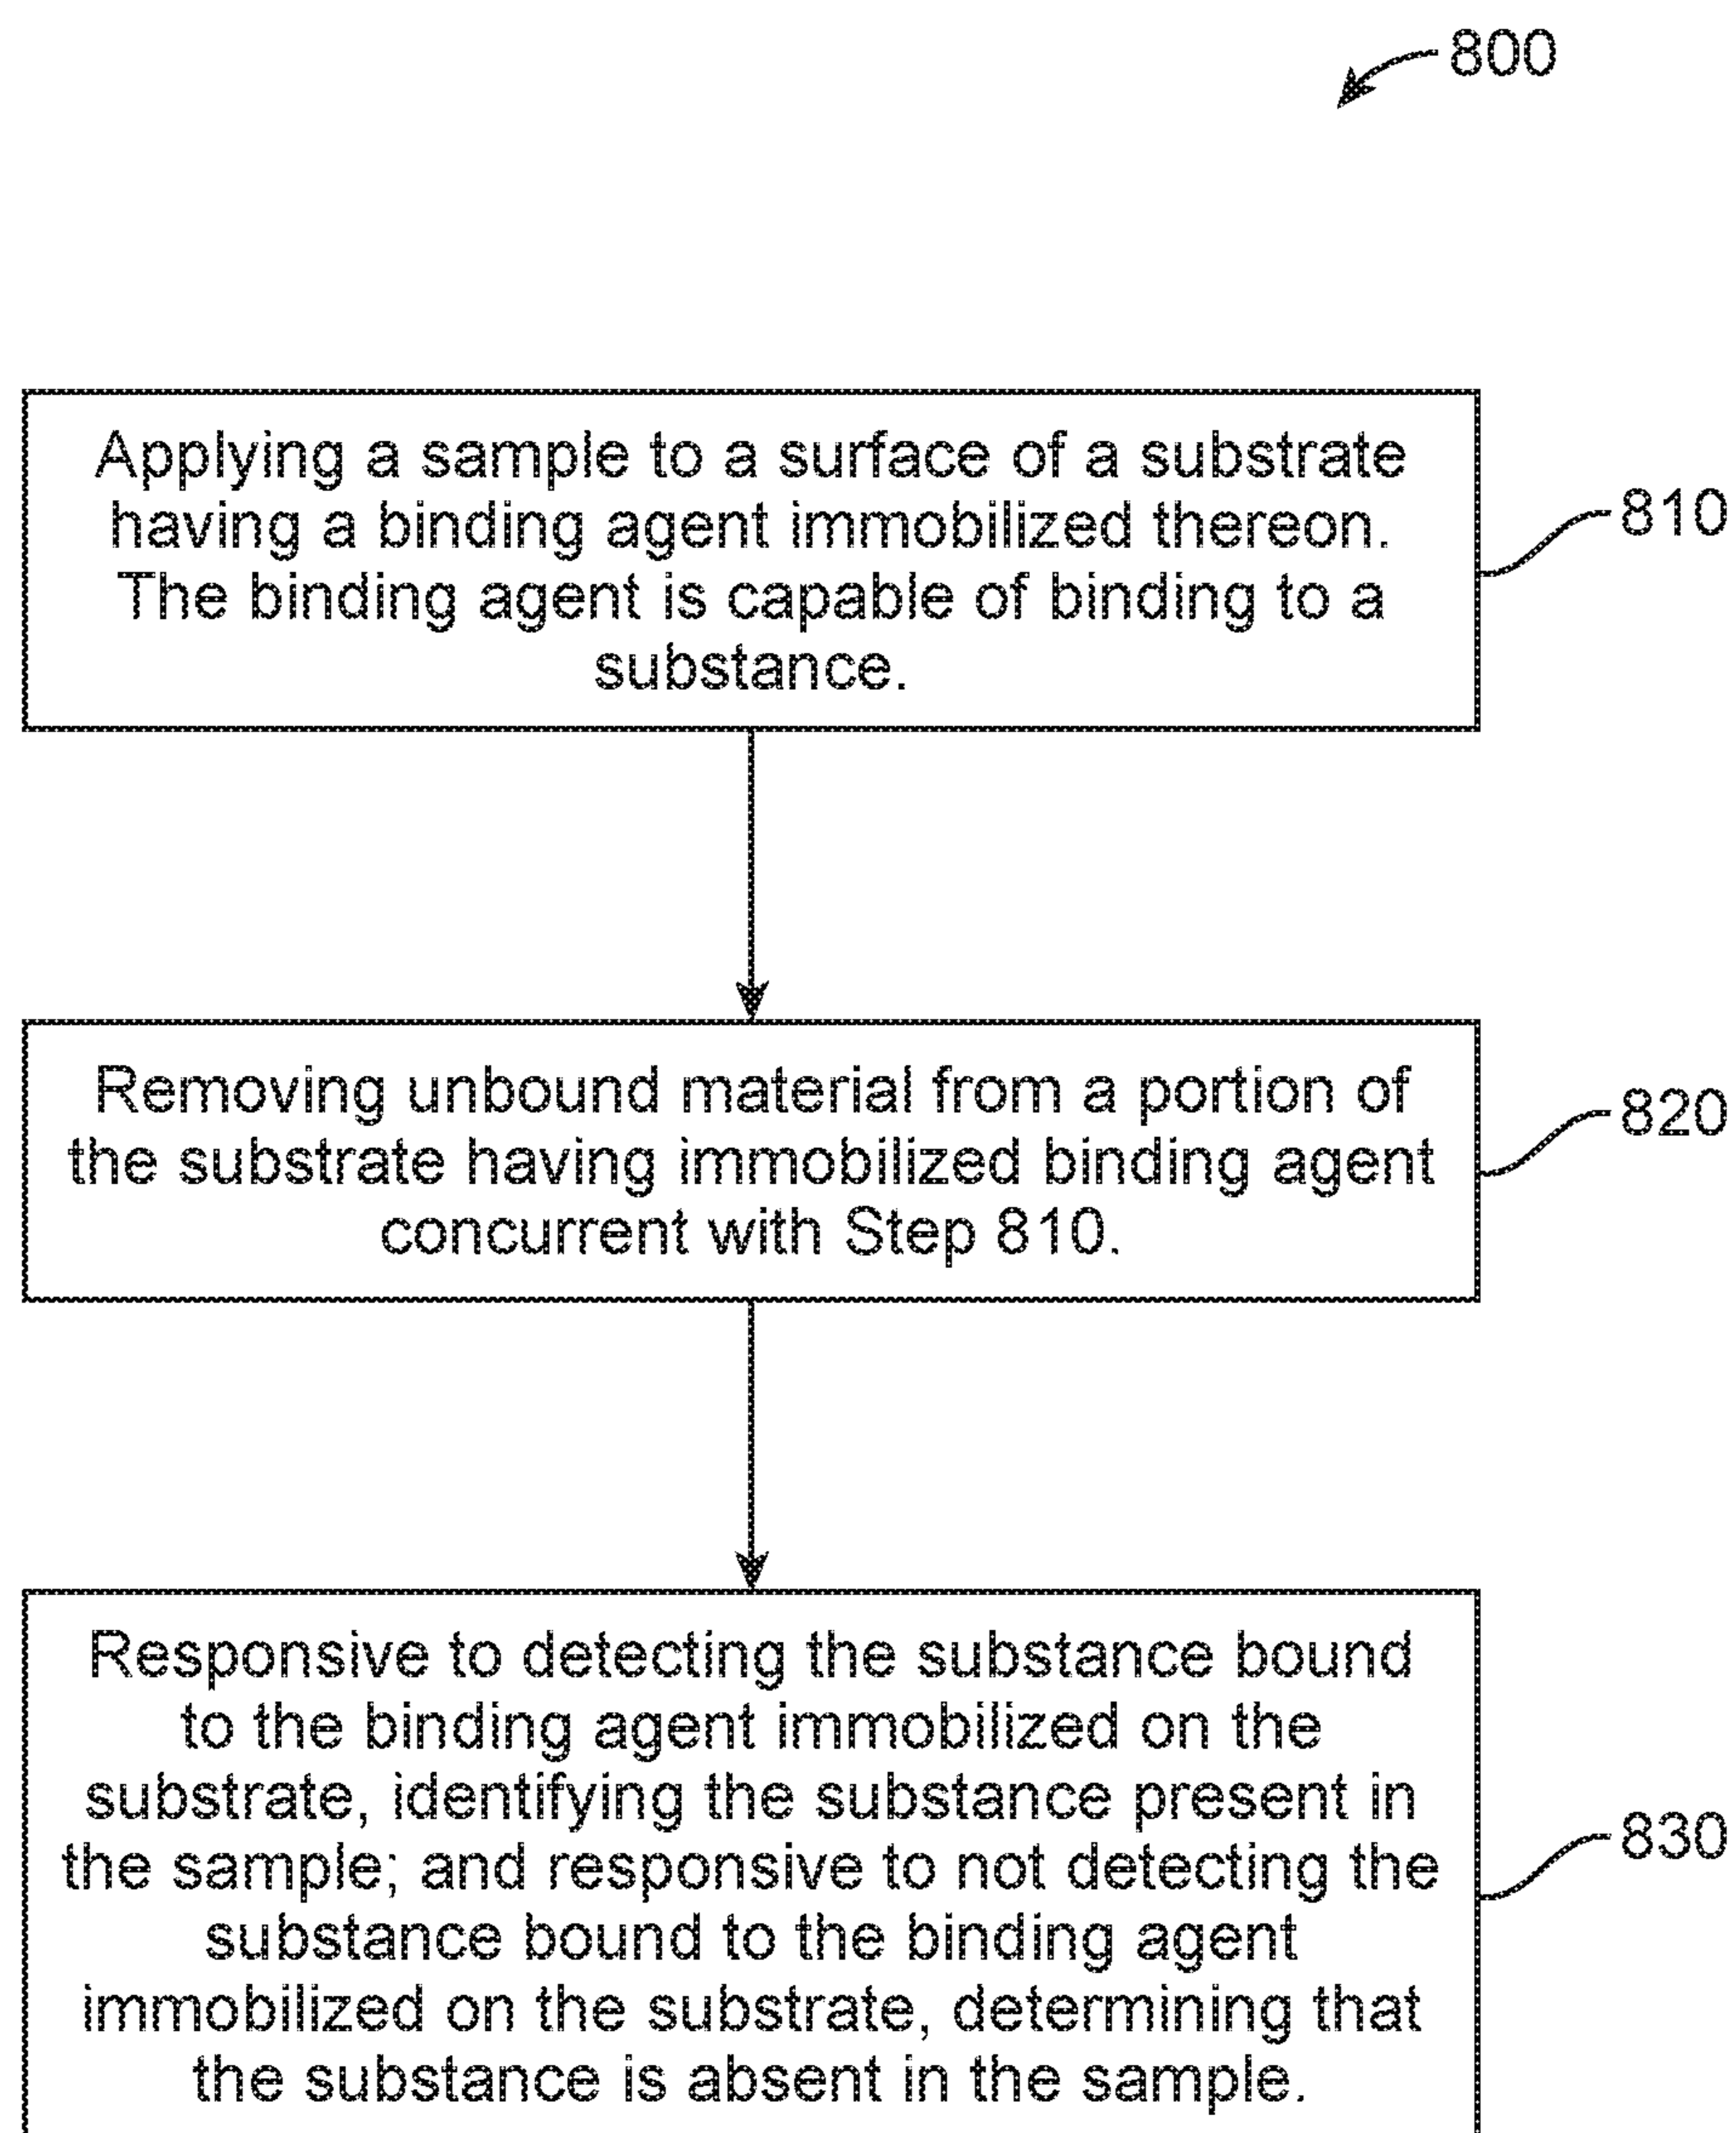 800
Applying a sample to a surface of a substrate
having a binding agent immobilized thereon.
The binding agent is capable of binding to a
substance.
810
Removing unbound material from a portion of
the substrate having immobilized binding agent
concurrent with Step 810.
820
Responsive to detecting the substance bound
to the binding agent immobilized on the
substrate, identifying the substance present in
the sample; and responsive to not detecting the
substance bound to the binding agent
immobilized on the substrate, determining that
the substance is absent in the sample.
830